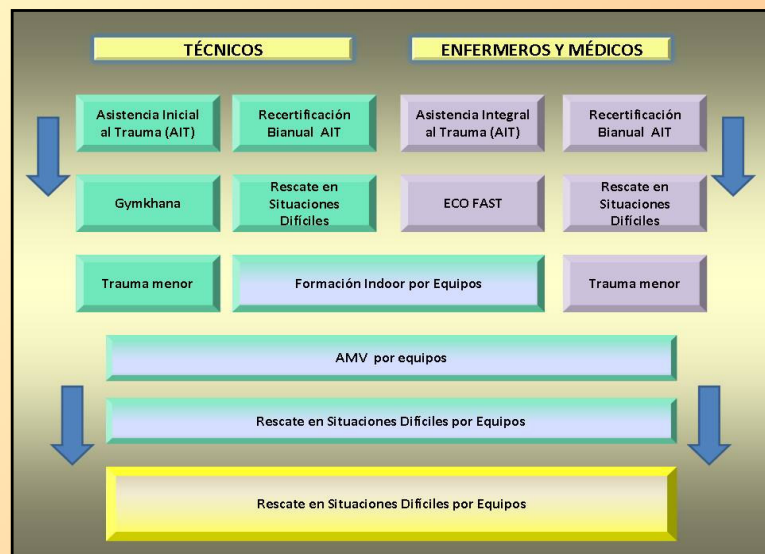 TÉCNICOS
ENFERMEROS Y MÉDICOS
Asistencia Inicial
al Trauma (AIT)
Recertificación
Bianual AIT
Asistencia Integral
al Trauma (AIT)
Recertificación
Bianual AIT
Gymkhana
Rescate en
Situaciones
Difíciles
ECO FAST
Rescate en
Situaciones
Difíciles
Trauma menor
Formación Indoor por Equipos
Trauma menor
AMV por equipos
Rescate en Situaciones Difíciles por Equipos
Rescate en Situaciones Difíciles por Equipos